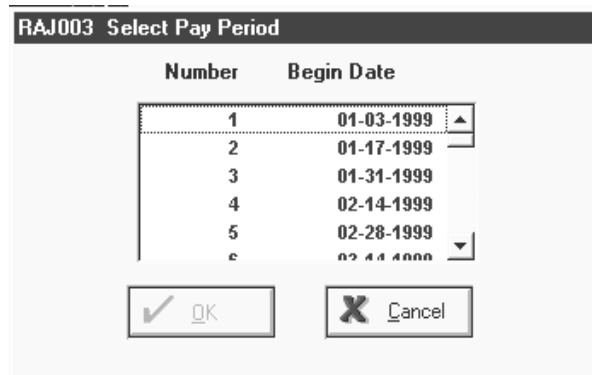 RAJ003 Select Pay Period
Number Begin Date
1 01-03-1999
2 01-17-1999
3 01-31-1999
4 02-14-1999
5 02-28-1999
OK Cancel